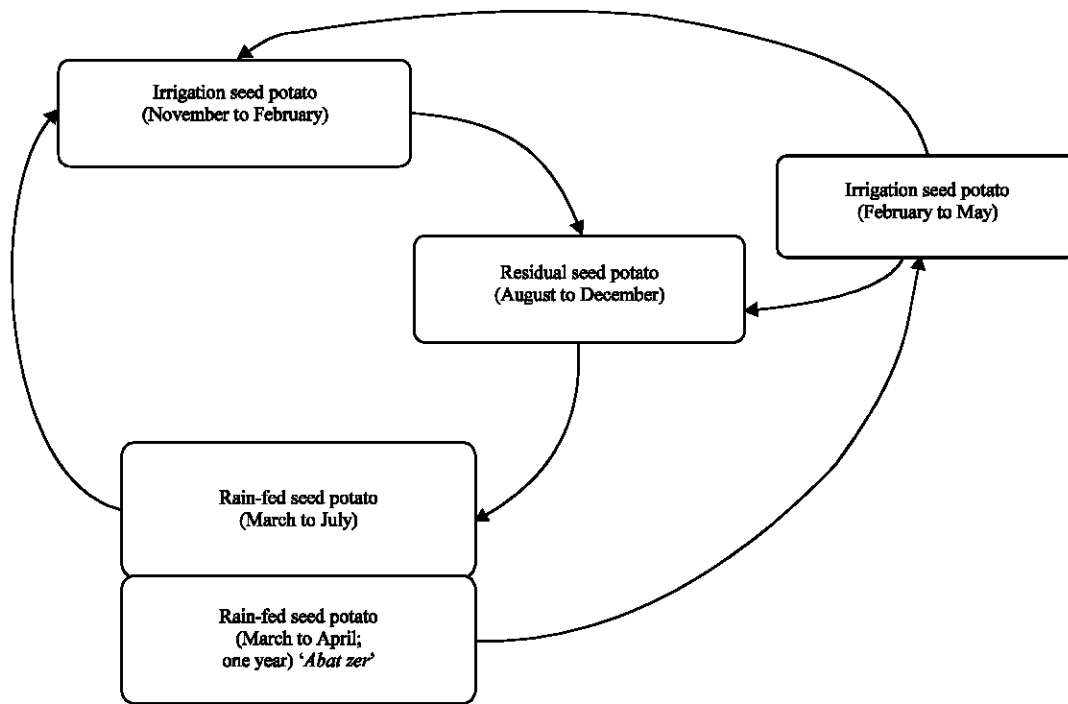 Irrigation seed potato
(November to February)
Irrigation seed potato
(February to May)
Residual seed potato
(August to December)
Rain-fed seed potato
(March to July)
Rain-fed seed potato
(March to April;
one year) ‘Abat zer’